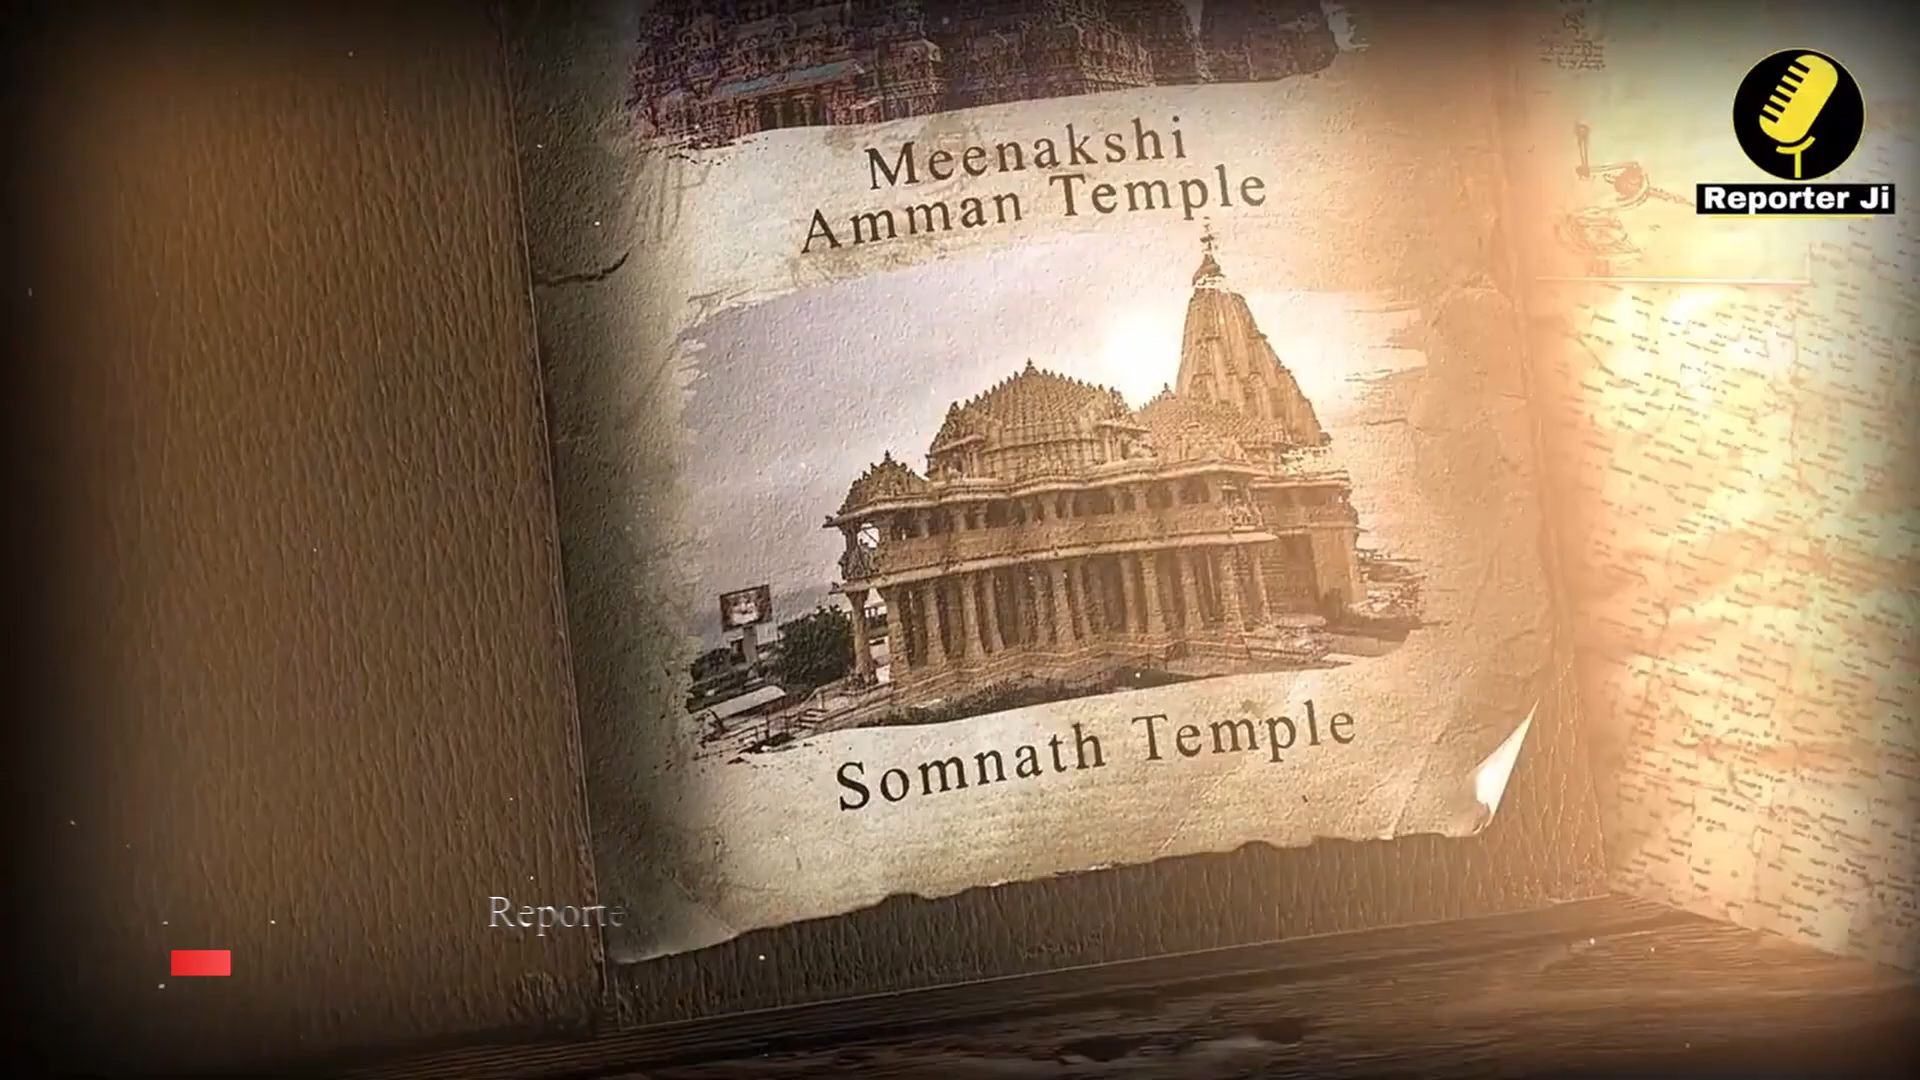 Meenakshi
Amman Temple
Reporter Ji
Somnath Temple
Reporte